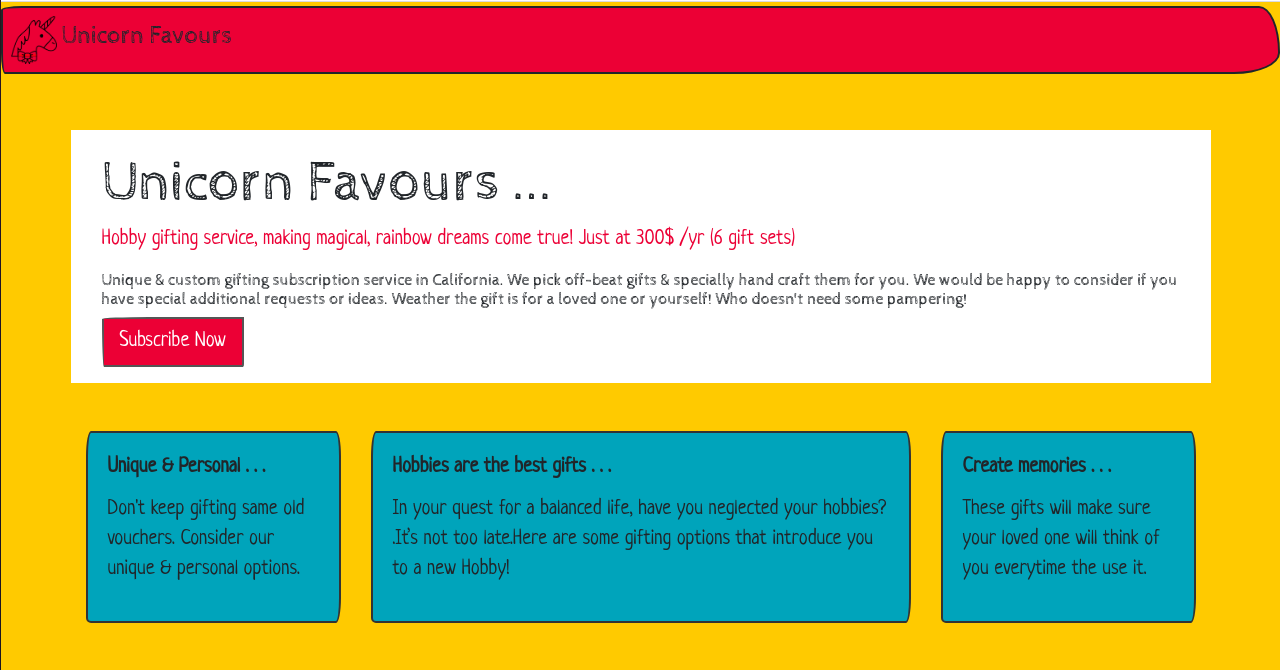 Unicorn Favours
Unicorn Favours ...
Hobby gifting service, making magical, rainbow dreams come true! Just at 300$ /yr (6 gift sets)
Unique & custom gifting subscription service in California. We pick off-beat gifts & specially hand craft them for you. We would be happy to consider if you
have special additional requests or ideas. Weather the gift is for a loved one or yourself! Who doesn't need some pampering!
Subscribe Now
Unique & Personal . . .
Don't keep gifting same old
vouchers. Consider our
unique & personal options.
Hobbies are the best gifts . . .
In your quest for a balanced life, have you neglected your hobbies?
.It's not too late.Here are some gifting options that introduce you
to a new Hobby!
Create memories . . .
These gifts will make sure
your loved one will think of
you everytime the use it.